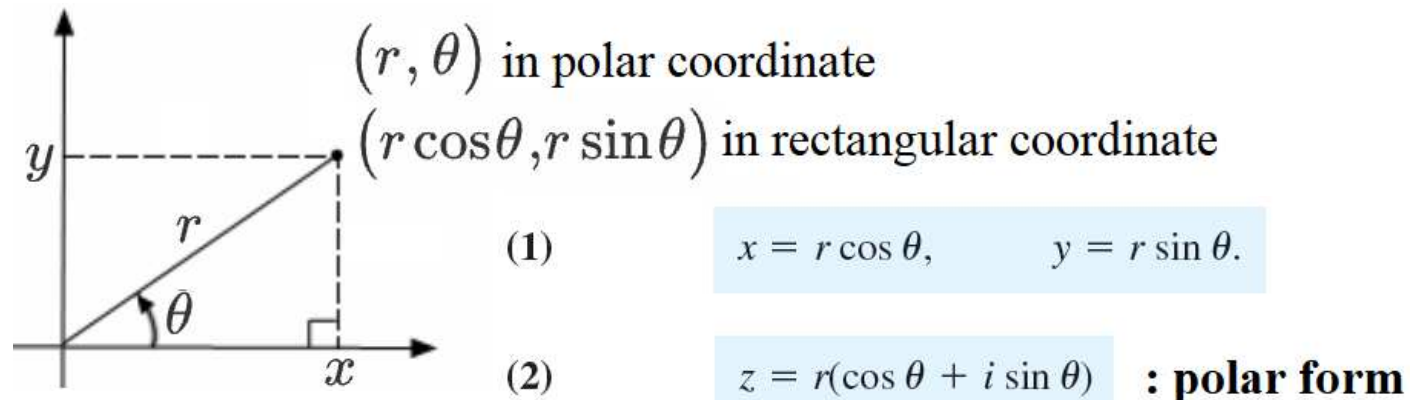 (r, θ) in polar coordinate
(r cosθ, r sinθ) in rectangular coordinate
y
r
θ
x
(1) x = r cos θ, y = r sin θ.
(2) z = r(cos θ + i sin θ) : polar form